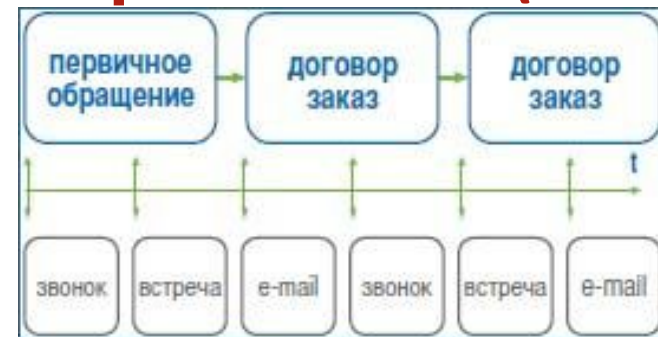 первичное
обращение
договор
заказ
договор
заказ
t
звонок
встреча
e-mail
звонок
встреча
e-mail